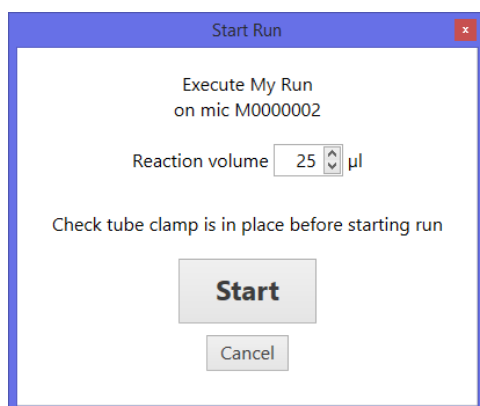 Start Run
x
Execute My Run
on mic M0000002
Reaction volume 25 µl
Check tube clamp is in place before starting run
Start
Cancel